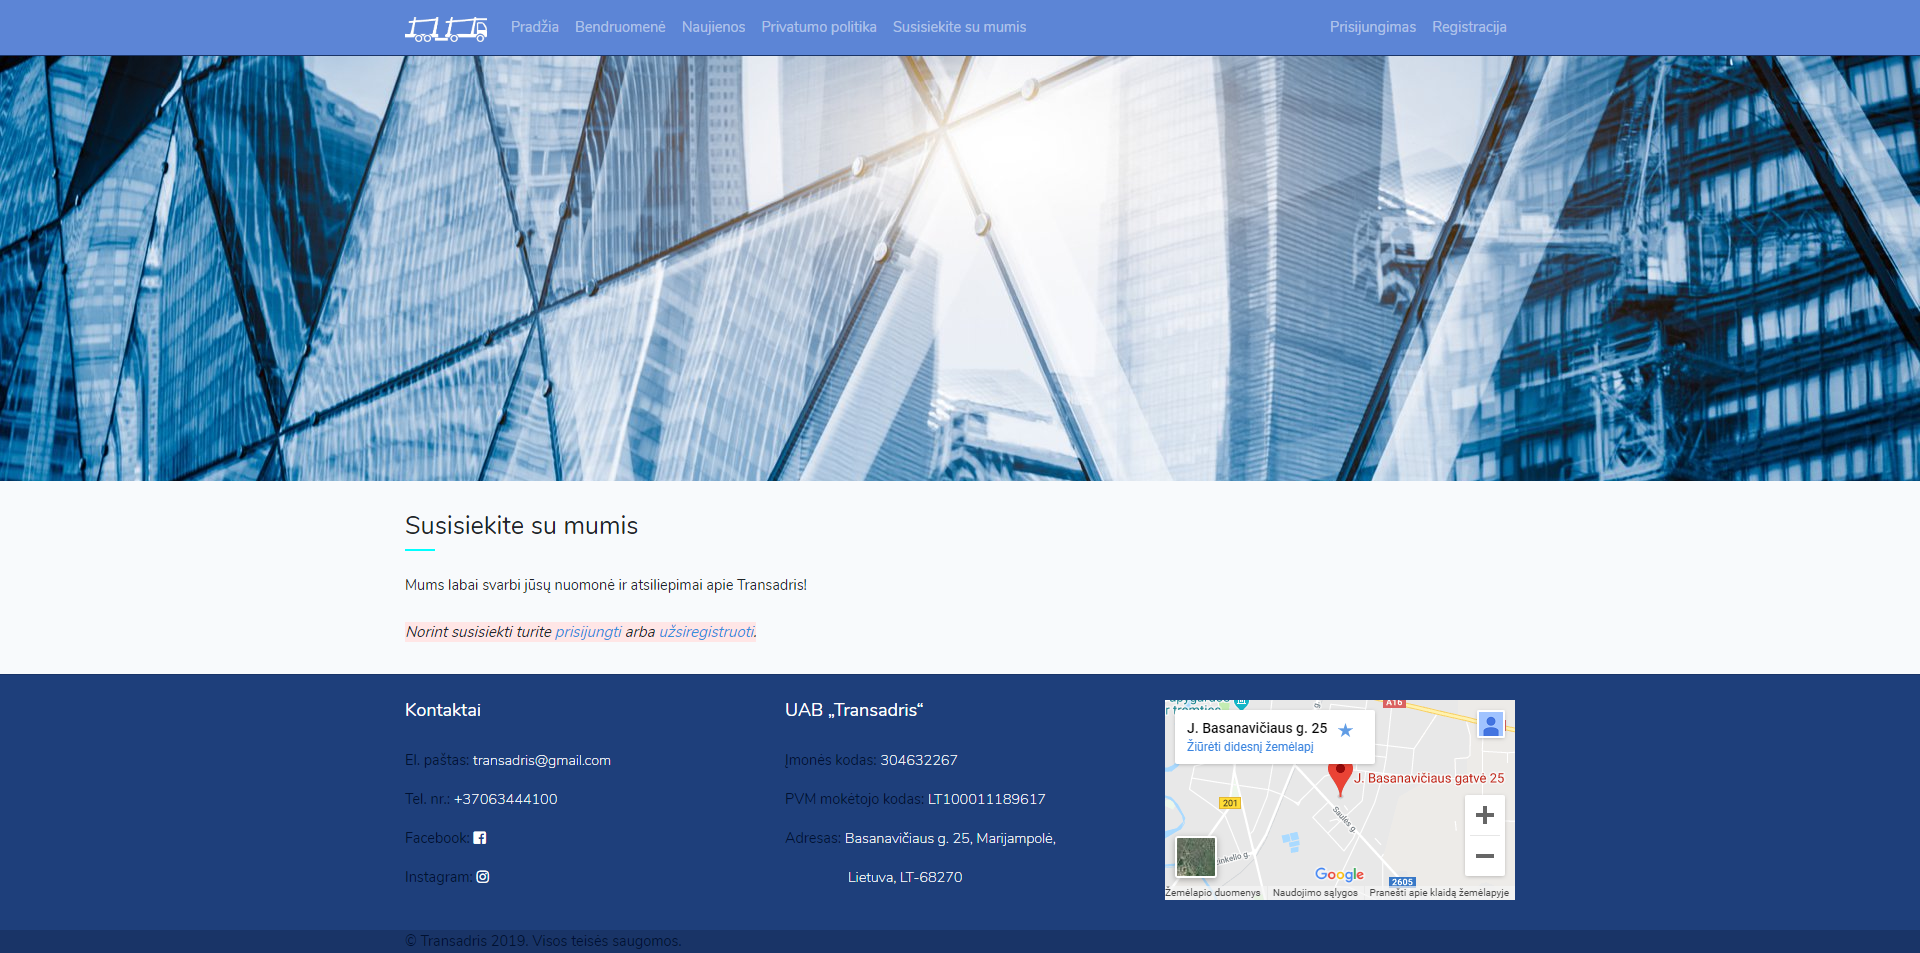 Pradžia Bendruomenė Naujienos Privatumo politika Susisiekite su mumis Prisijungimas Registracija
Susisiekite su mumis
Mums labai svarbi jūsų nuomonė ir atsiliepimai apie Transadris!
Norint susisiekti turite prisijungti arba užsiregistruoti.
Kontaktai
El. paštas: transadris@gmail.com
Tel. nr.: +37063444100
Facebook:
Instagram:
UAB „Transadris“
Įmonės kodas: 304632267
PVM mokėtojo kodas: LT100011189617
Adresas: Basanavičiaus g. 25, Marijampolė,
Lietuva, LT-68270
A16
J. Basanavičiaus g. 25
Žiūrėti didesnį žemėlapį
J. Basanavičiaus gatvė 25
201
Saulės g.
Google
2605
Žemėlapio duomenys Naudojimo sąlygos Pranešti apie klaidą žemėlapyje
© Transadris 2019. Visos teisės saugomos.